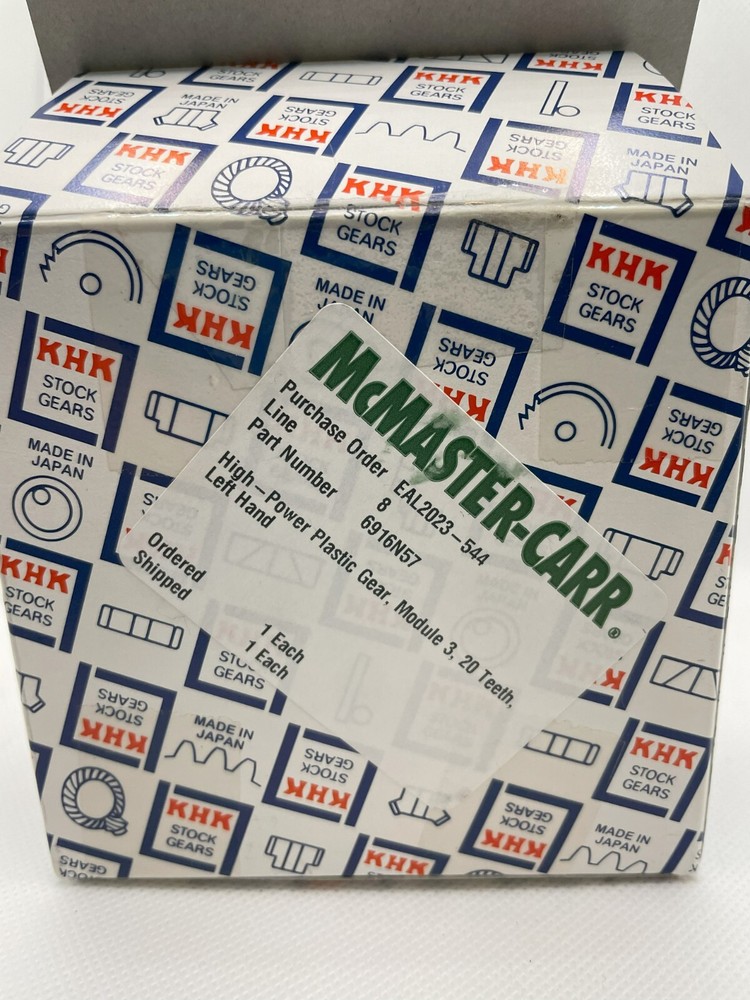 KHK
STOCK
GEARS
MADE IN
JAPAN
McMASTER-CARR®
Purchase Order EAL2023-544
Line 8
Part Number 6916N57
High-Power Plastic Gear, Module 3, 20 Teeth,
Left Hand
Ordered 1 Each
Shipped 1 Each